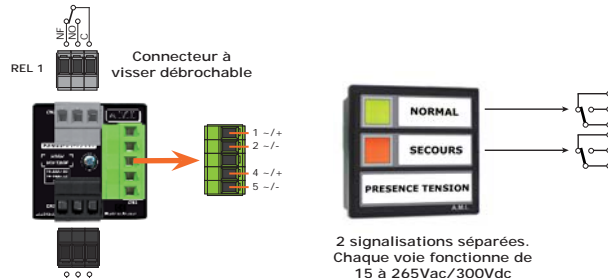 NF
NO
C
REL 1
Connecteur à
visser débrochable
A.M.I.
1 ~/+
2 ~/-
4 ~/+
5 ~/-
NORMAL
SECOURS
PRESENCE TENSION
A.M.I.
2 signalisations séparées.
Chaque voie fonctionne de
15 à 265Vac/300Vdc